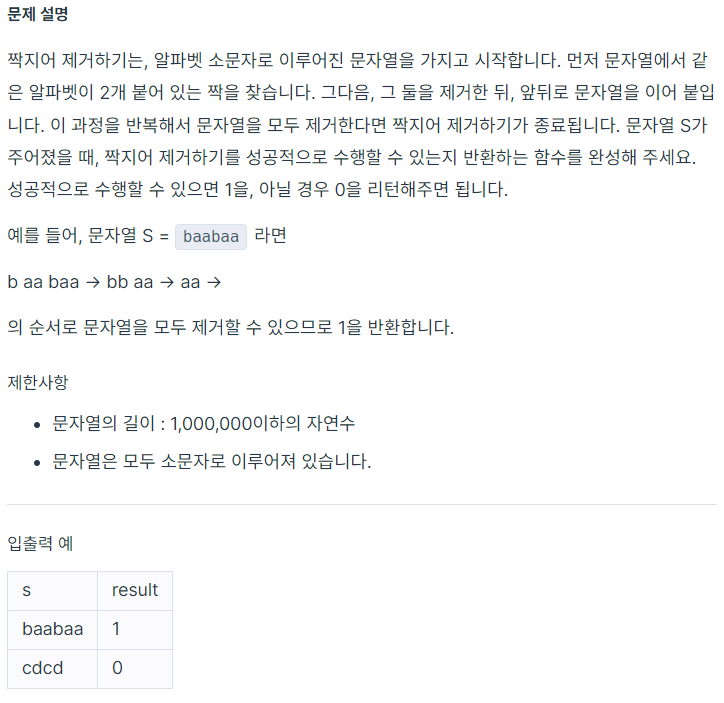 문제 설명
짝지어 제거하기는, 알파벳 소문자로 이루어진 문자열을 가지고 시작합니다. 먼저 문자열에서 같
은 알파벳이 2개 붙어 있는 짝을 찾습니다. 그다음, 그 둘을 제거한 뒤, 앞뒤로 문자열을 이어 붙입
니다. 이 과정을 반복해서 문자열을 모두 제거한다면 짝지어 제거하기가 종료됩니다. 문자열 S가
주어졌을 때, 짝지어 제거하기를 성공적으로 수행할 수 있는지 반환하는 함수를 완성해 주세요.
성공적으로 수행할 수 있으면 1을, 아닐 경우 0을 리턴해주면 됩니다.
예를 들어, 문자열 S = baabaa 라면
b aa baa → bb aa → aa →
의 순서로 문자열을 모두 제거할 수 있으므로 1을 반환합니다.
제한사항
• 문자열의 길이 : 1,000,000이하의 자연수
• 문자열은 모두 소문자로 이루어져 있습니다.
입출력 예
s result
baabaa 1
cdcd 0